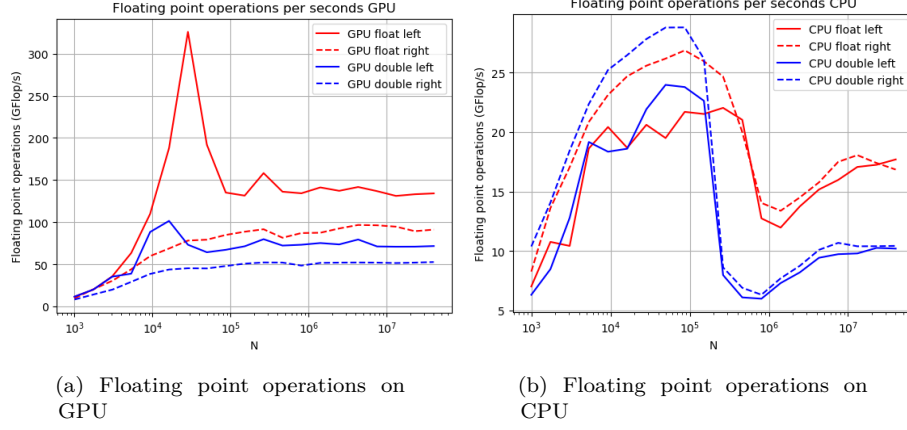 Floating point operations per seconds GPU
GPU float left
GPU float right
GPU double left
GPU double right
Floating point operations (GFlop/s)
300
250
200
150
100
50
0
10³
10⁴
10⁵
10⁶
10⁷
N
(a) Floating point operations on
GPU
Floating point operations per seconds CPU
CPU float left
CPU float right
CPU double left
CPU double right
Floating point operations (GFlop/s)
25
20
15
10
5
10³
10⁴
10⁵
10⁶
10⁷
N
(b) Floating point operations on
CPU